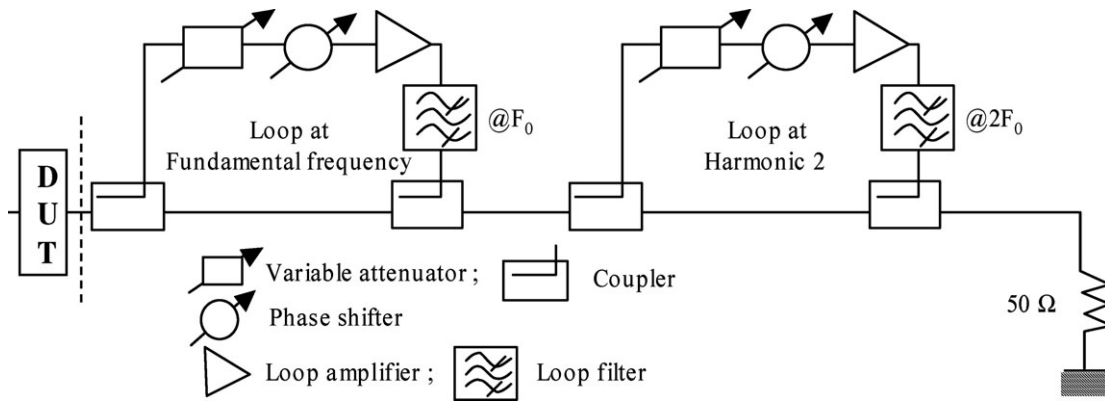 @F₀
Loop at
Fundamental frequency
@2F₀
Loop at
Harmonic 2
DUT
Variable attenuator ;
Coupler
Phase shifter
50 Ω
Loop amplifier ;
Loop filter